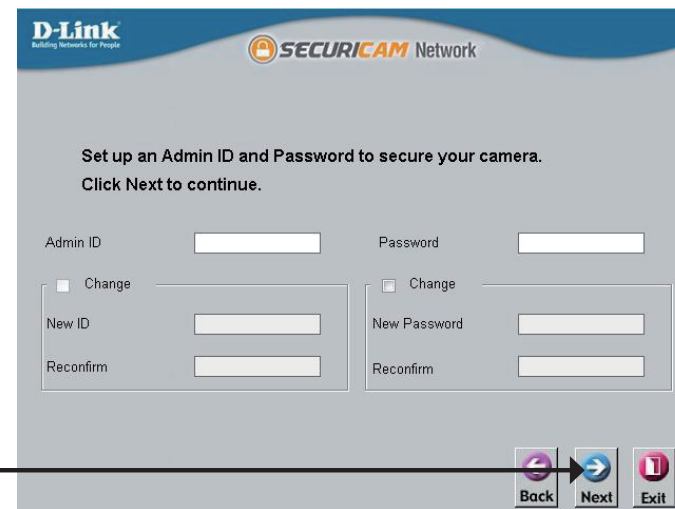 D-Link
Building Networks for People
SECURICAM Network
Set up an Admin ID and Password to secure your camera.
Click Next to continue.
Admin ID
Password
Change
Change
New ID
New Password
Reconfirm
Reconfirm
Back
Next
Exit